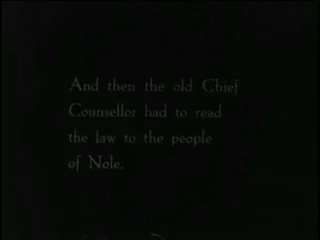 And then the old Chief
Counsellor had to read
the law to the people
of Nole.